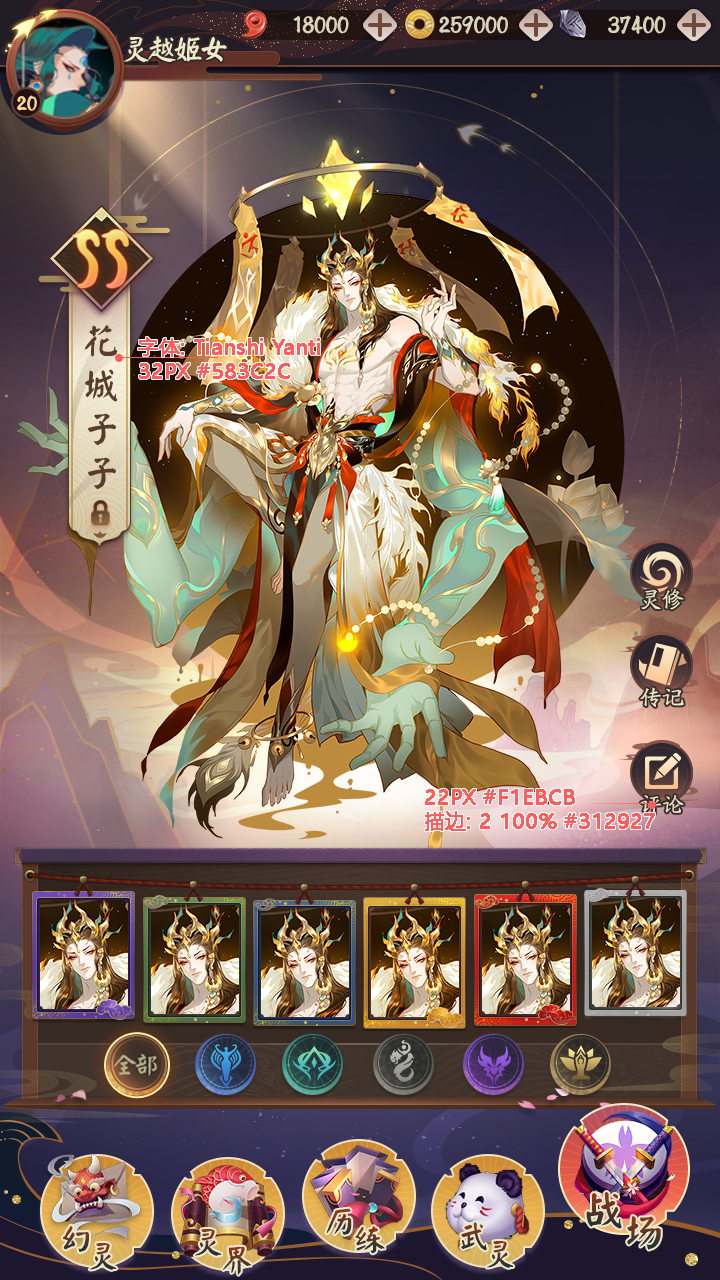 灵越姬女
18000
259000
37400
20
SS
花城子子
字体: Tianshi Yanti
32PX #583C2C
灵修
传记
评论
22PX #F1EBCB
描边: 2 100% #312927
全部
幻灵
灵界
历练
武灵
战场